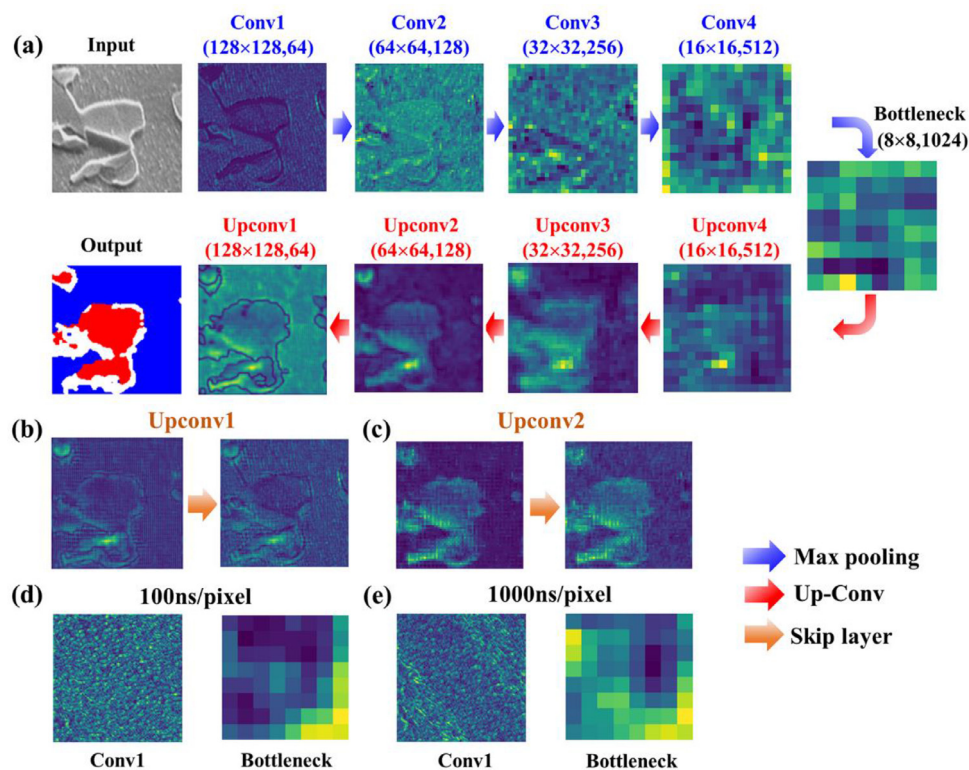 (a)
Input
Conv1
(128×128,64)
Conv2
(64×64,128)
Conv3
(32×32,256)
Conv4
(16×16,512)
Bottleneck
(8×8,1024)
Output
Upconv1
(128×128,64)
Upconv2
(64×64,128)
Upconv3
(32×32,256)
Upconv4
(16×16,512)
(b)
Upconv1
(c)
Upconv2
Max pooling
Up-Conv
Skip layer
(d)
100ns/pixel
Conv1
Bottleneck
(e)
1000ns/pixel
Conv1
Bottleneck